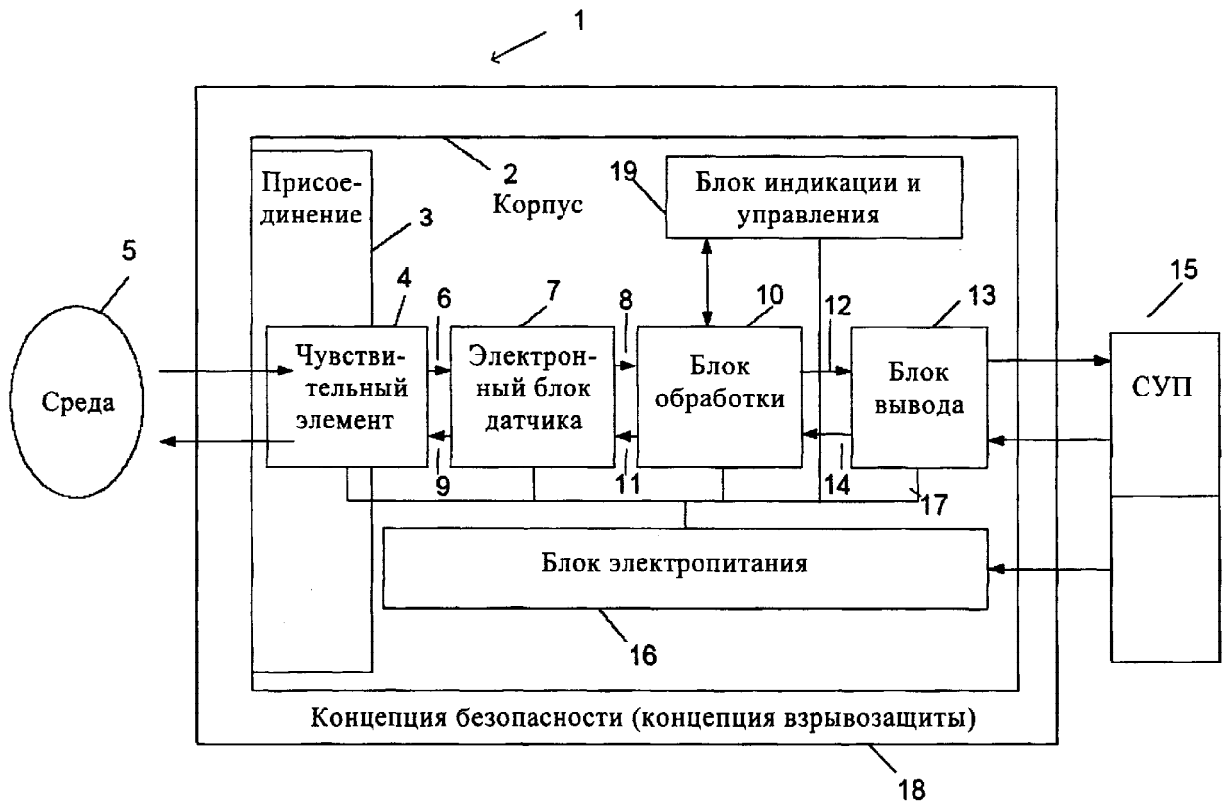 1
2
Корпус
Присое-
динение
3
19
Блок индикации и
управления
5
Среда
4
Чувстви-
тельный
элемент
6
9
7
Электрон-
ный блок
датчика
8
11
10
Блок
обработки
12
14
13
Блок
вывода
17
15
СУП
Блок электропитания
16
Концепция безопасности (концепция взрывозащиты)
18